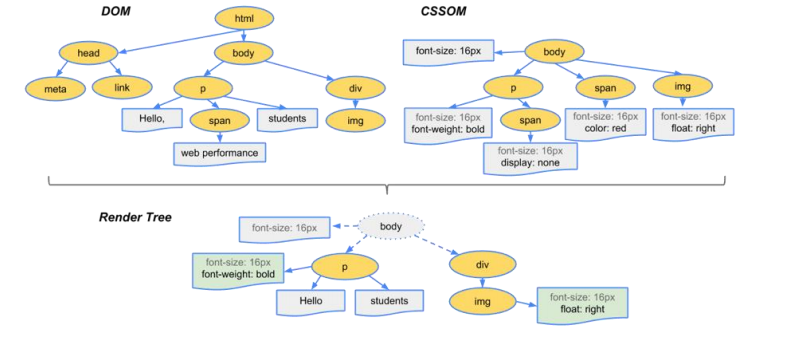 DOM
html
head
body
meta
link
p
div
Hello,
span
students
img
web performance
CSSOM
font-size: 16px
body
p
span
img
font-size: 16px
font-weight: bold
span
font-size: 16px
color: red
font-size: 16px
float: right
font-size: 16px
display: none
Render Tree
font-size: 16px
body
font-size: 16px
font-weight: bold
p
div
Hello
students
img
font-size: 16px
float: right